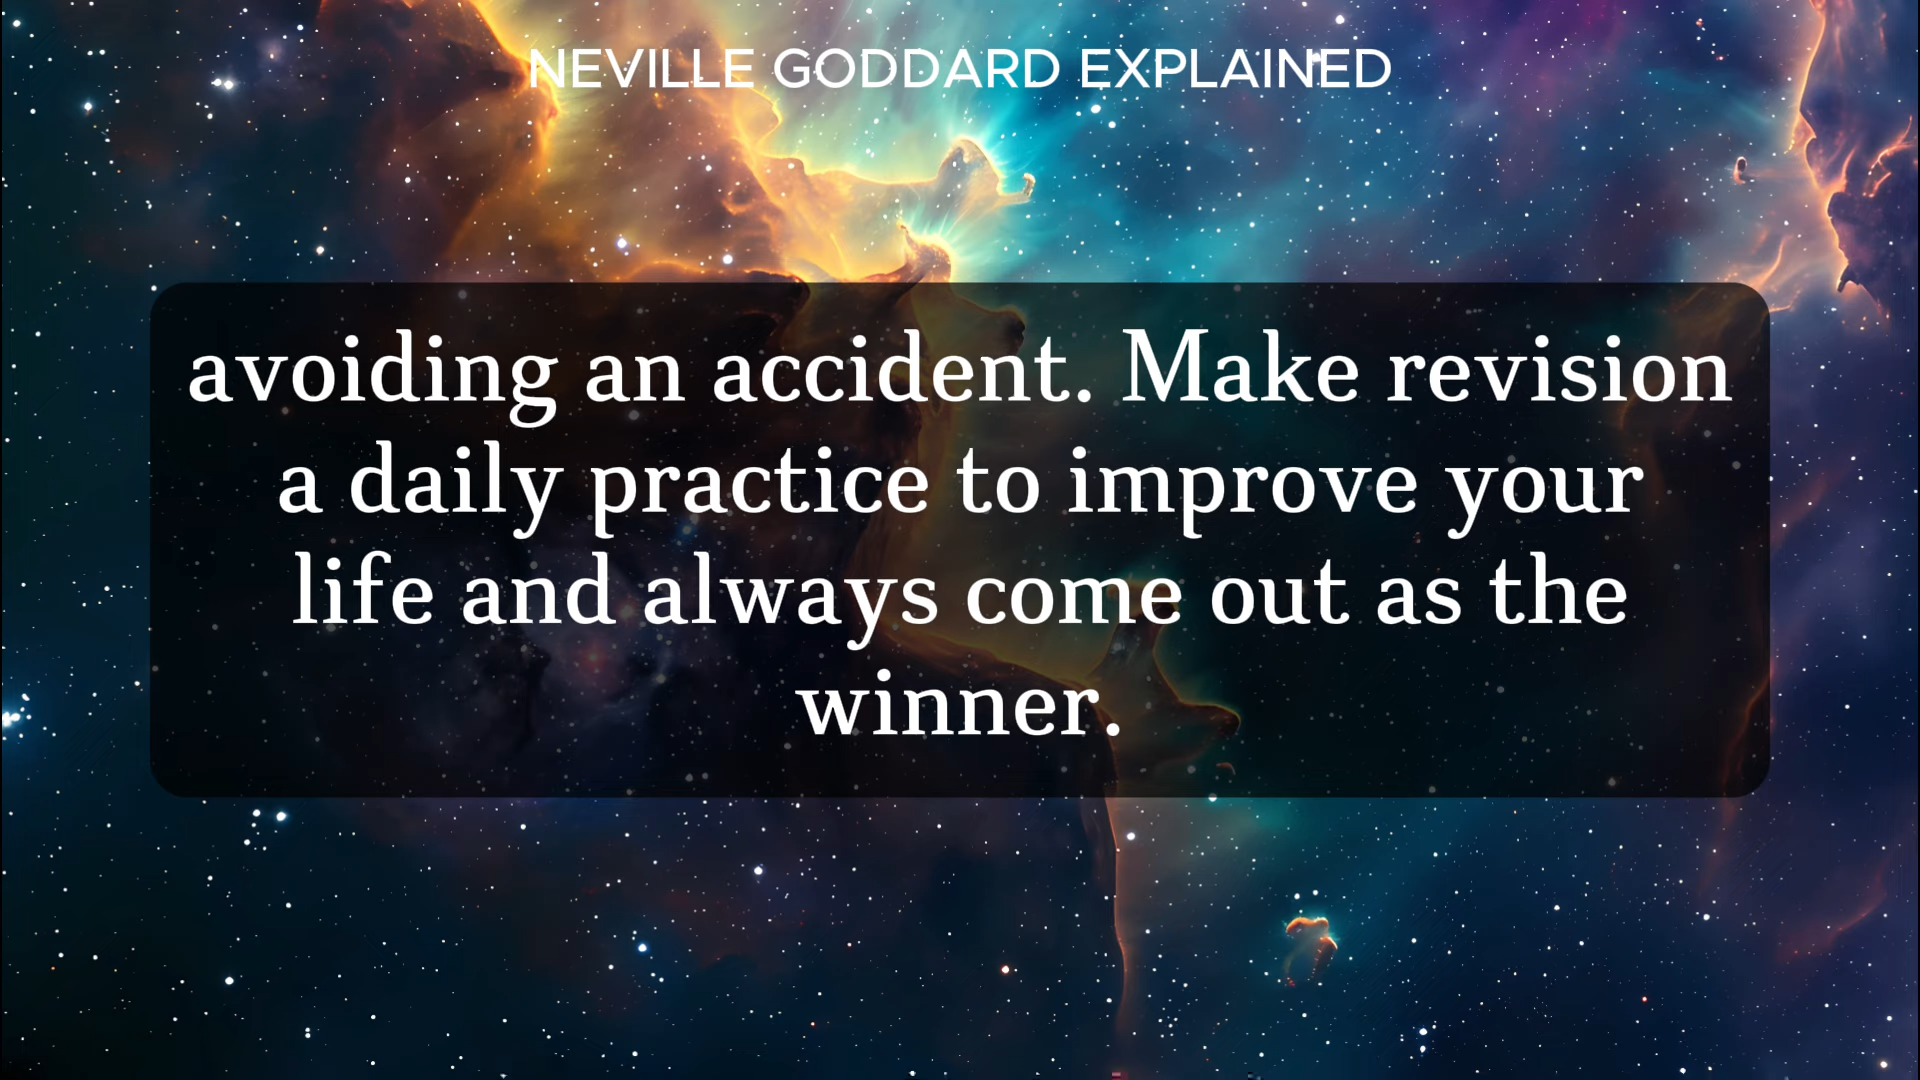 NEVILLE GODDARD EXPLAINED
avoiding an accident. Make revision
a daily practice to improve your
life and always come out as the
winner.